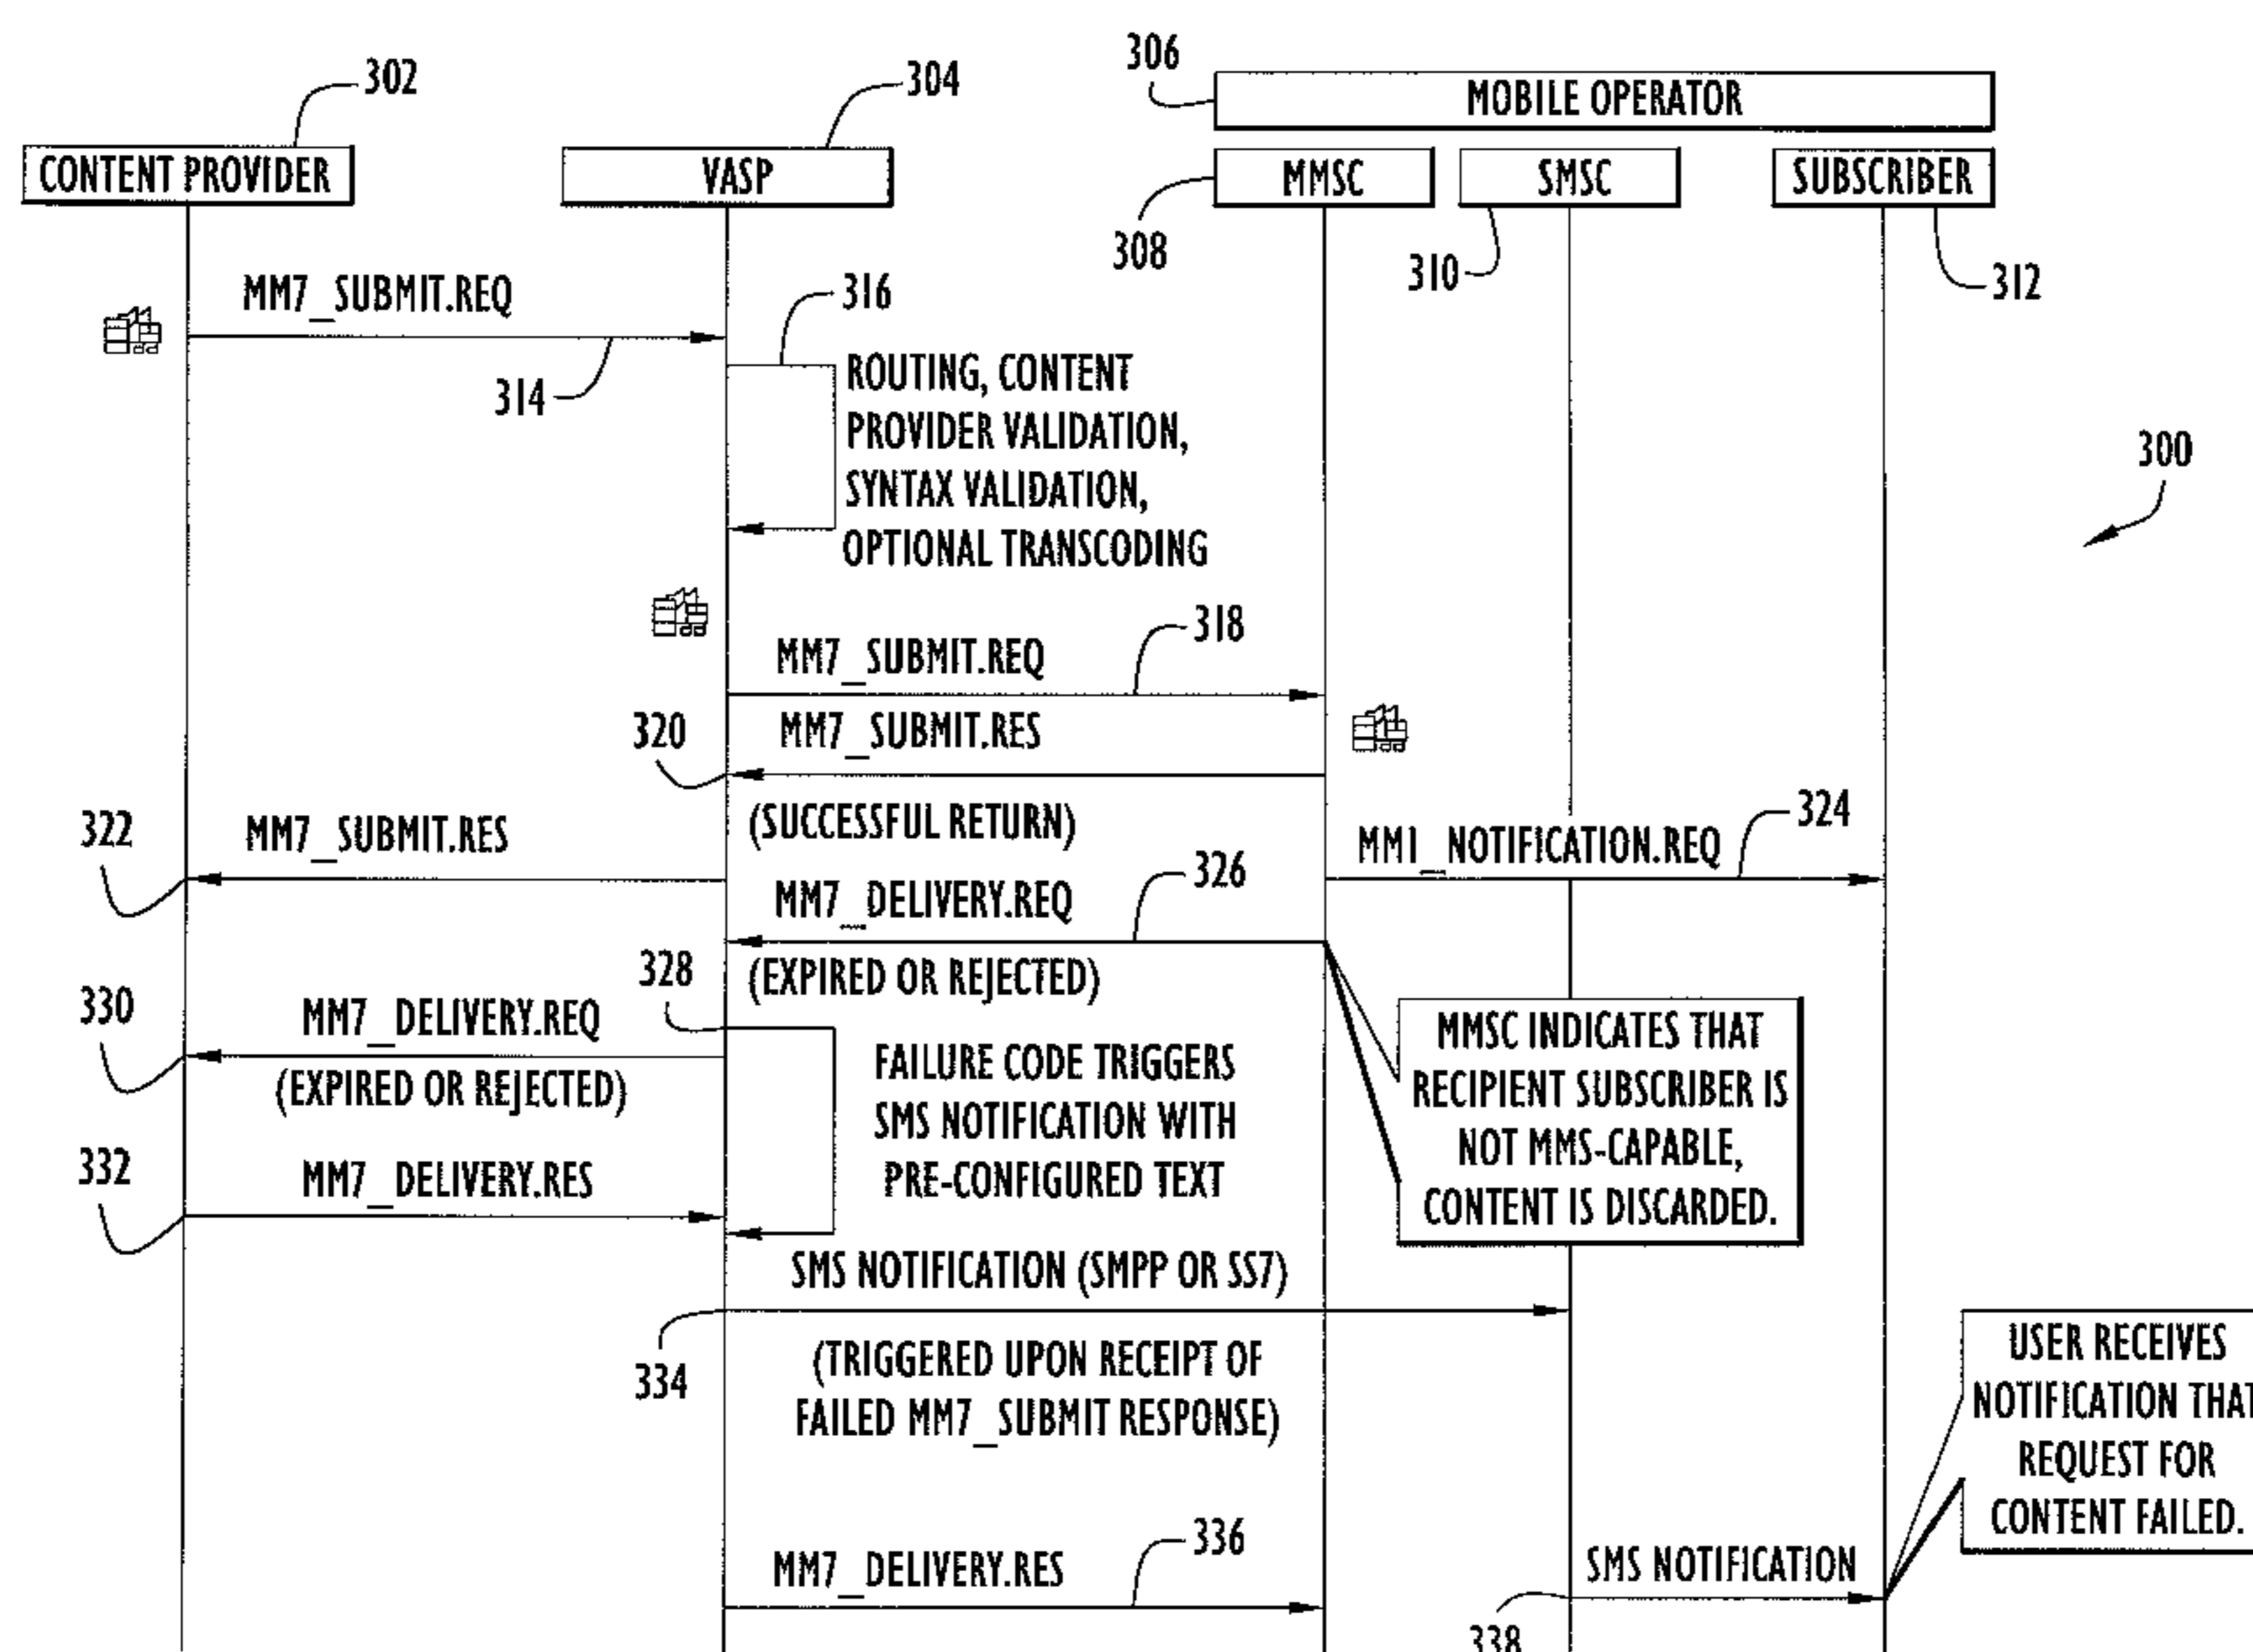 302
304
306
MOBILE OPERATOR
CONTENT PROVIDER
VASP
MMSC
SMSC
SUBSCRIBER
308
310
312
MM7_SUBMIT.REQ
314
316
ROUTING, CONTENT
PROVIDER VALIDATION,
SYNTAX VALIDATION,
OPTIONAL TRANSCODING
300
318
MM7_SUBMIT.REQ
320
MM7_SUBMIT.RES
(SUCCESSFUL RETURN)
322
MM7_SUBMIT.RES
324
MM1_NOTIFICATION.REQ
326
MM7_DELIVERY.REQ
(EXPIRED OR REJECTED)
328
330
MM7_DELIVERY.REQ
(EXPIRED OR REJECTED)
FAILURE CODE TRIGGERS
SMS NOTIFICATION WITH
PRE-CONFIGURED TEXT
MMSC INDICATES THAT
RECIPIENT SUBSCRIBER IS
NOT MMS-CAPABLE,
CONTENT IS DISCARDED.
332
MM7_DELIVERY.RES
SMS NOTIFICATION (SMPP OR SS7)
334
(TRIGGERED UPON RECEIPT OF
FAILED MM7_SUBMIT RESPONSE)
USER RECEIVES
NOTIFICATION THAT
REQUEST FOR
CONTENT FAILED.
336
MM7_DELIVERY.RES
SMS NOTIFICATION
338